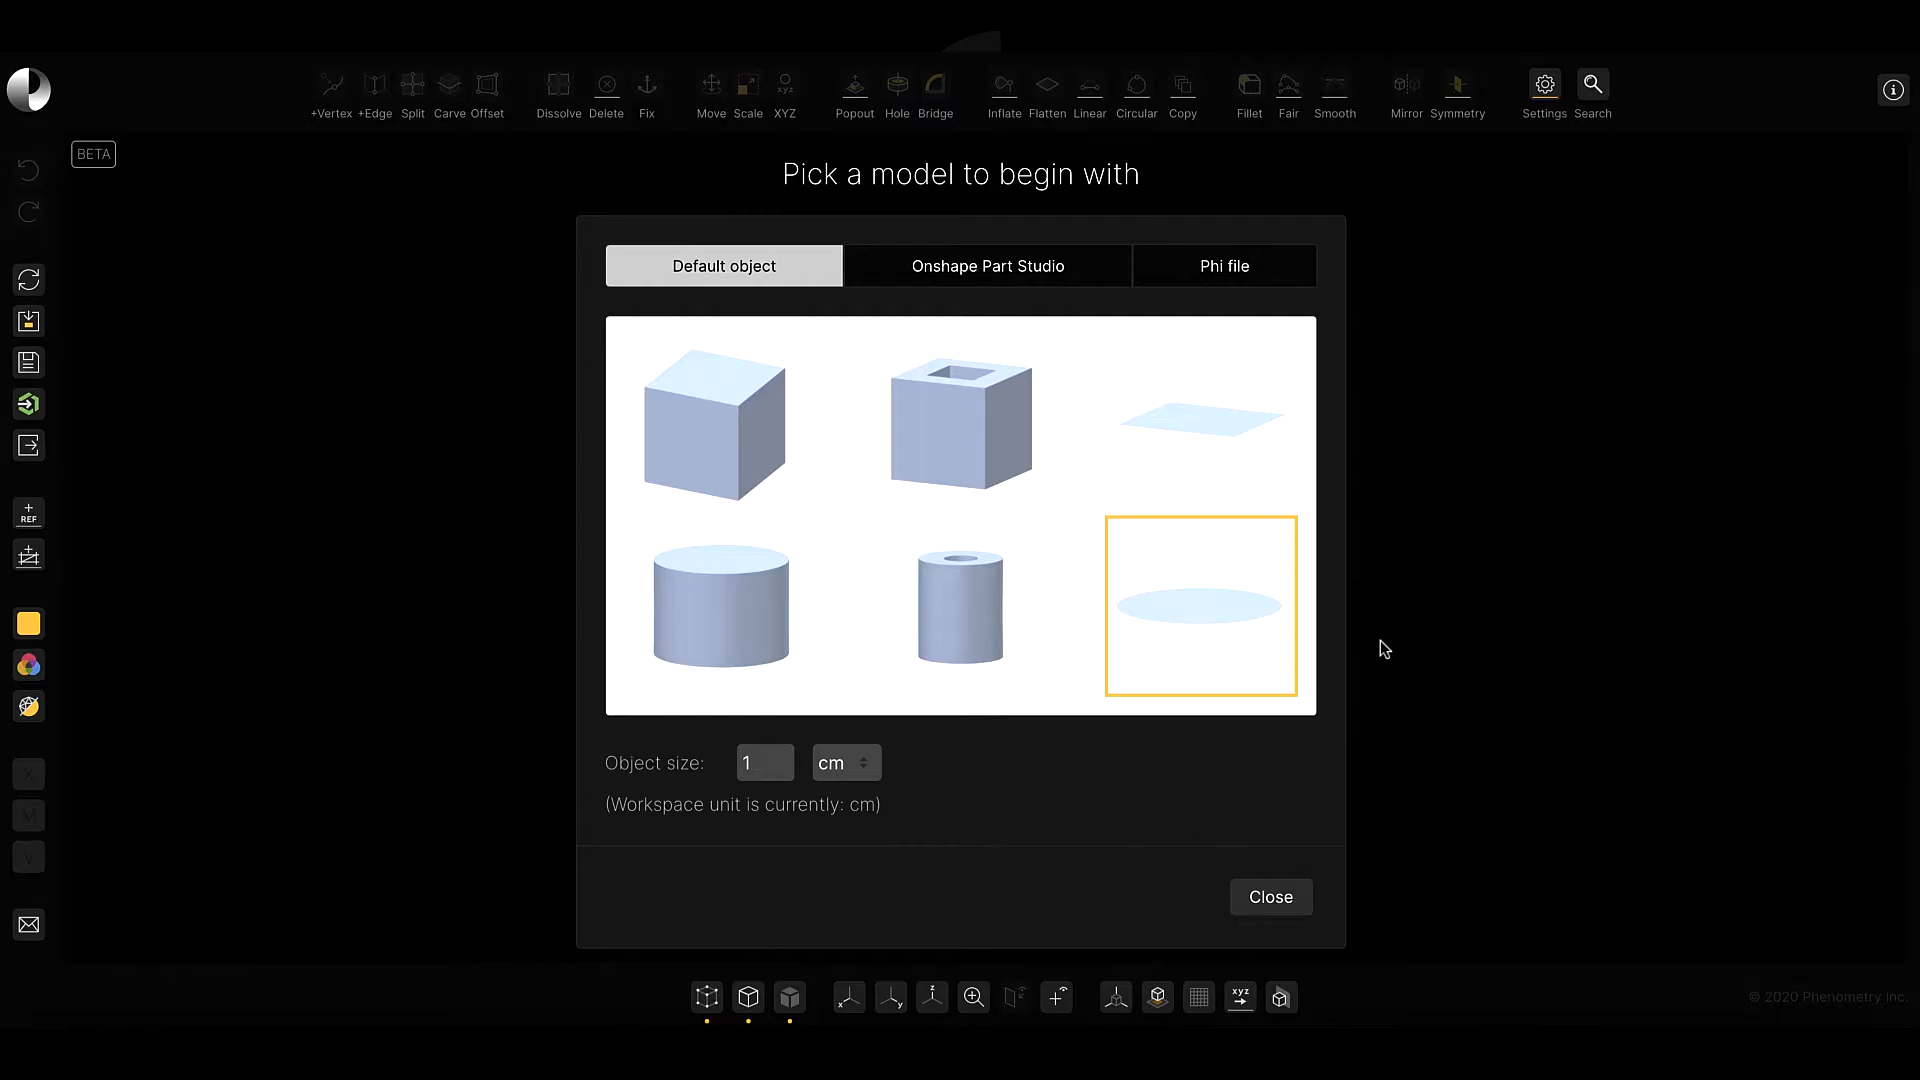 +Vertex +Edge Split Carve Offset Dissolve Delete Fix Move Scale XYZ Popout Hole Bridge Inflate Flatten Linear Circular Copy Fillet Fair Smooth Mirror Symmetry Settings Search
BETA
Pick a model to begin with
Default object Onshape Part Studio Phi file
+ REF
Object size: 1 cm
(Workspace unit is currently: cm)
X
M
V
Close
x y z xyz
© 2020 Phenometry Inc.